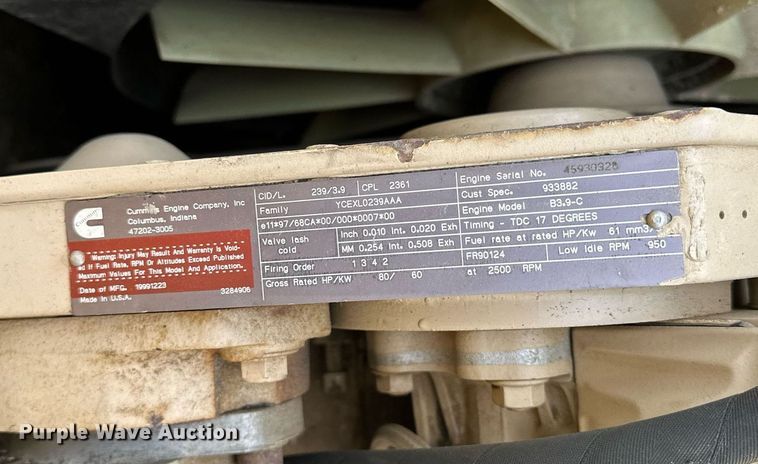 Cummins Engine Company, Inc
Columbus, Indiana
47202-3005
Warning: Injury May Result And Warranty Is Void-
ed If Fuel Rate, RPM Or Altitudes Exceed Published
Maximum Values For This Model And Application.
Date of MFG. 19991223
Made in U.S.A. 3284906
CID/L. 239/3.9 CPL 2361
Family YCEXL0239AAA
e11*97/68CA*00/000*0007*00
Valve lash cold Inch 0.010 Int. 0.020 Exh
MM 0.254 Int. 0.508 Exh
Firing Order 1 3 4 2
Gross Rated HP/KW 80/ 60 at 2500 RPM
Engine Serial No. 45930328
Cust Spec. 933882
Engine Model B3.9-C
Timing - TDC 17 DEGREES
Fuel rate at rated HP/KW 61 mm3
FR90124 Low Idle RPM 950
Purple Wave Auction